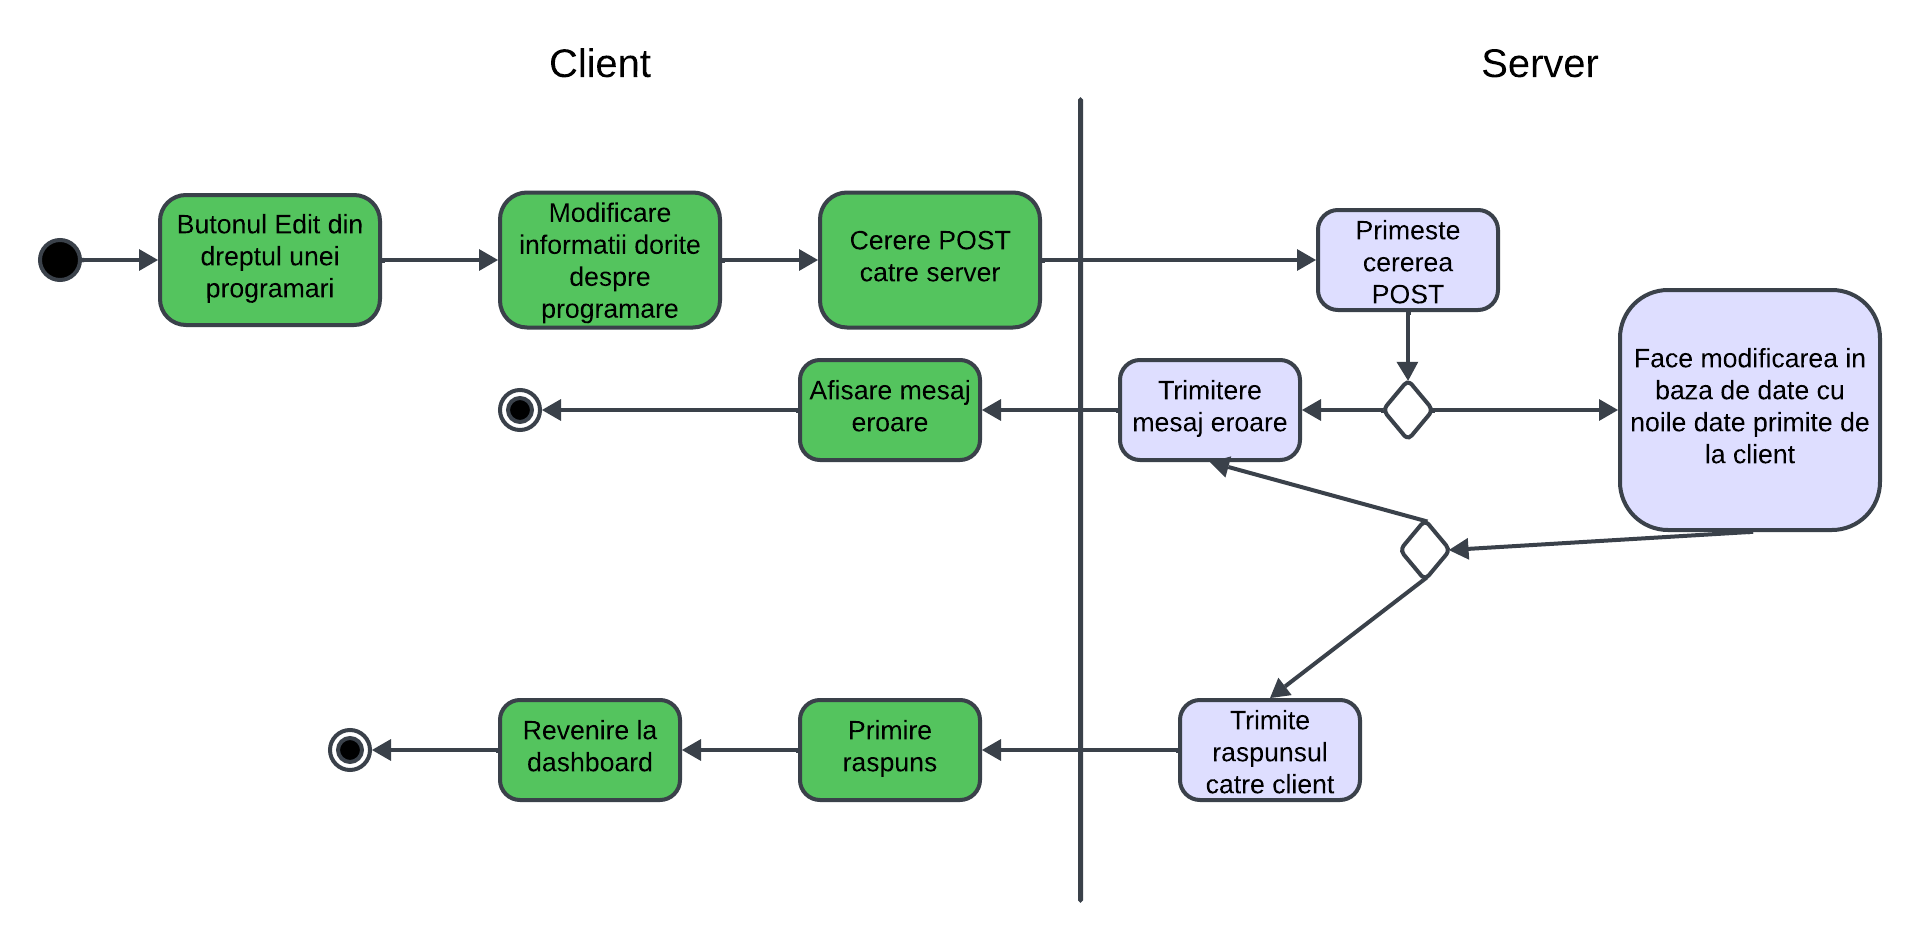 Client
Server
Butonul Edit din
dreptul unei
programari
Modificare
informatii dorite
despre
programare
Cerere POST
catre server
Primeste
cererea
POST
Face modificarea in
baza de date cu
noile date primite de
la client
Afisare mesaj
eroare
Trimitere
mesaj eroare
Revenire la
dashboard
Primire
raspuns
Trimite
raspunsul
catre client